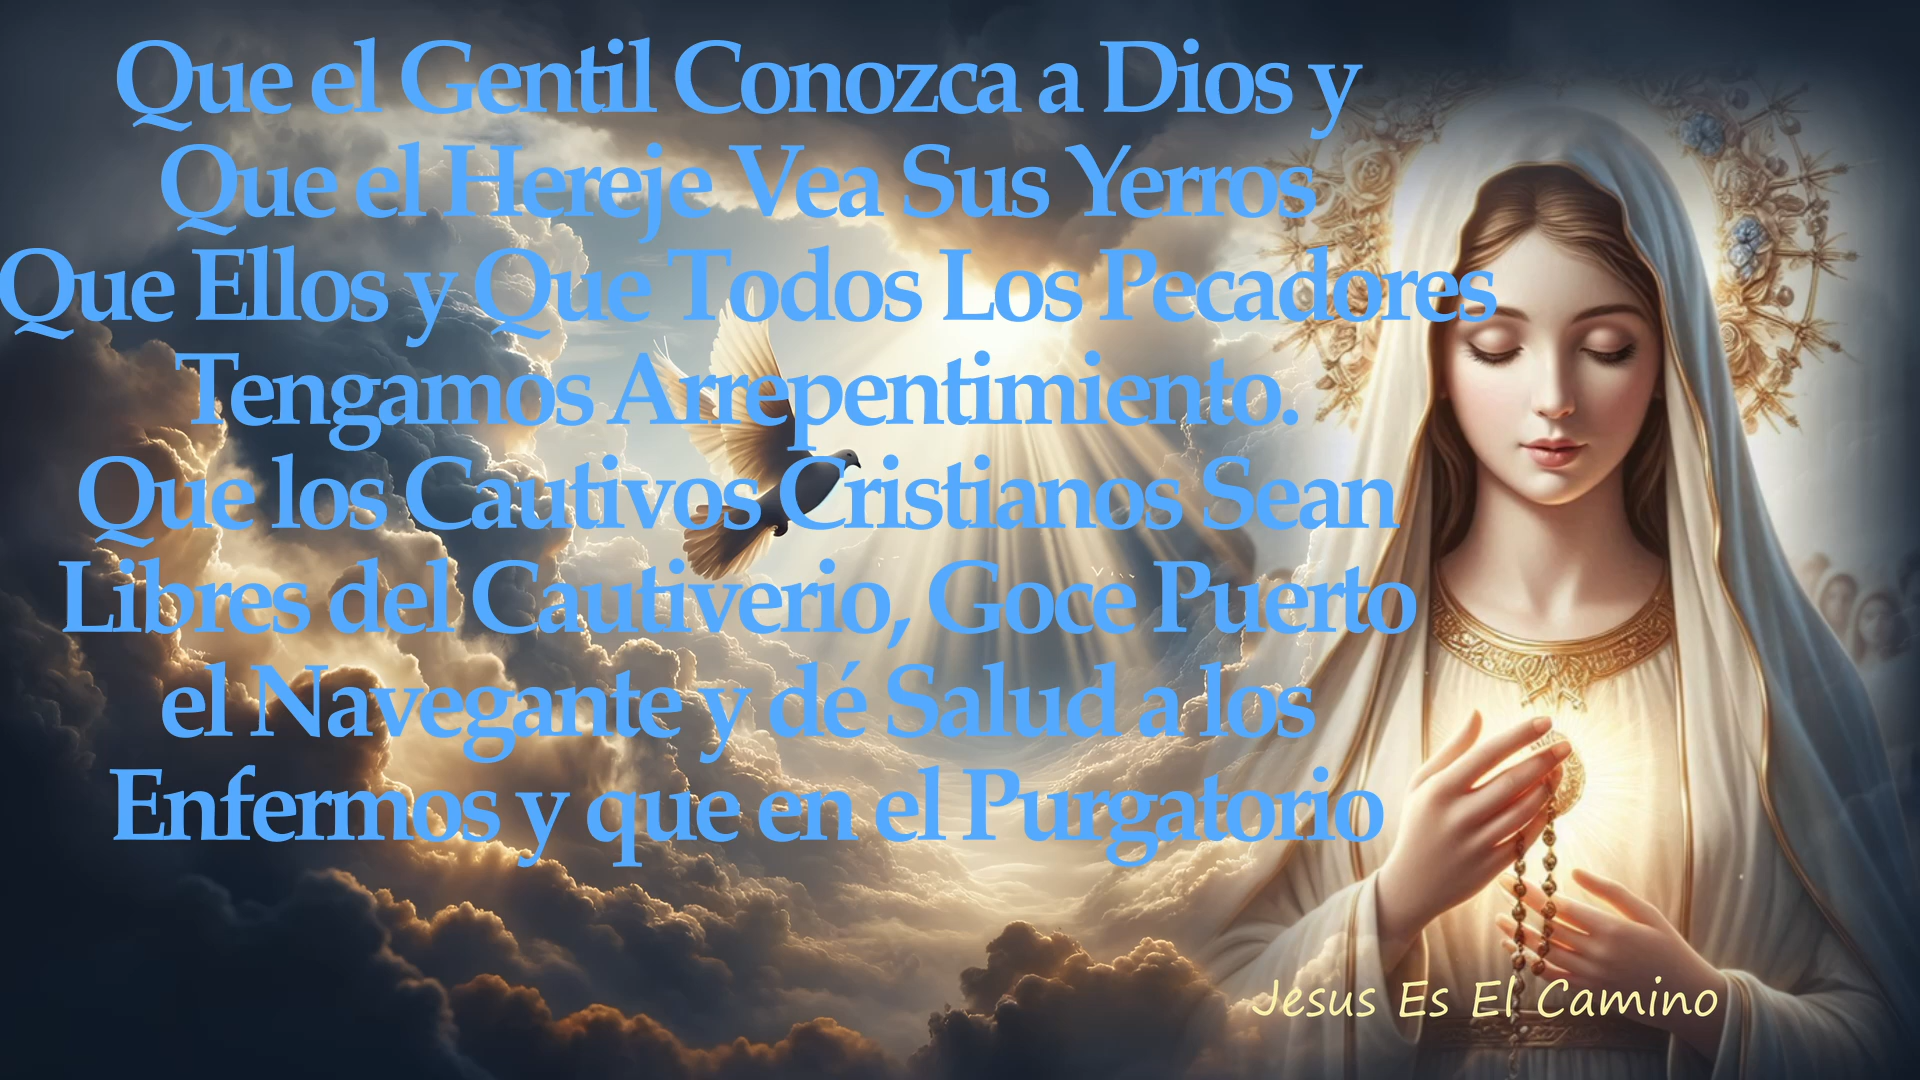 Que el Gentil Conozca a Dios y
Que el Hereje Vea Sus Yerros
Que Ellos y Que Todos Los Pecadores
Tengamos Arrepentimiento.
Que los Cautivos Cristianos Sean
Libres del Cautiverio, Goce Puerto
el Navegante y dé Salud a los
Enfermos y que en el Purgatorio
Jesus Es El Camino